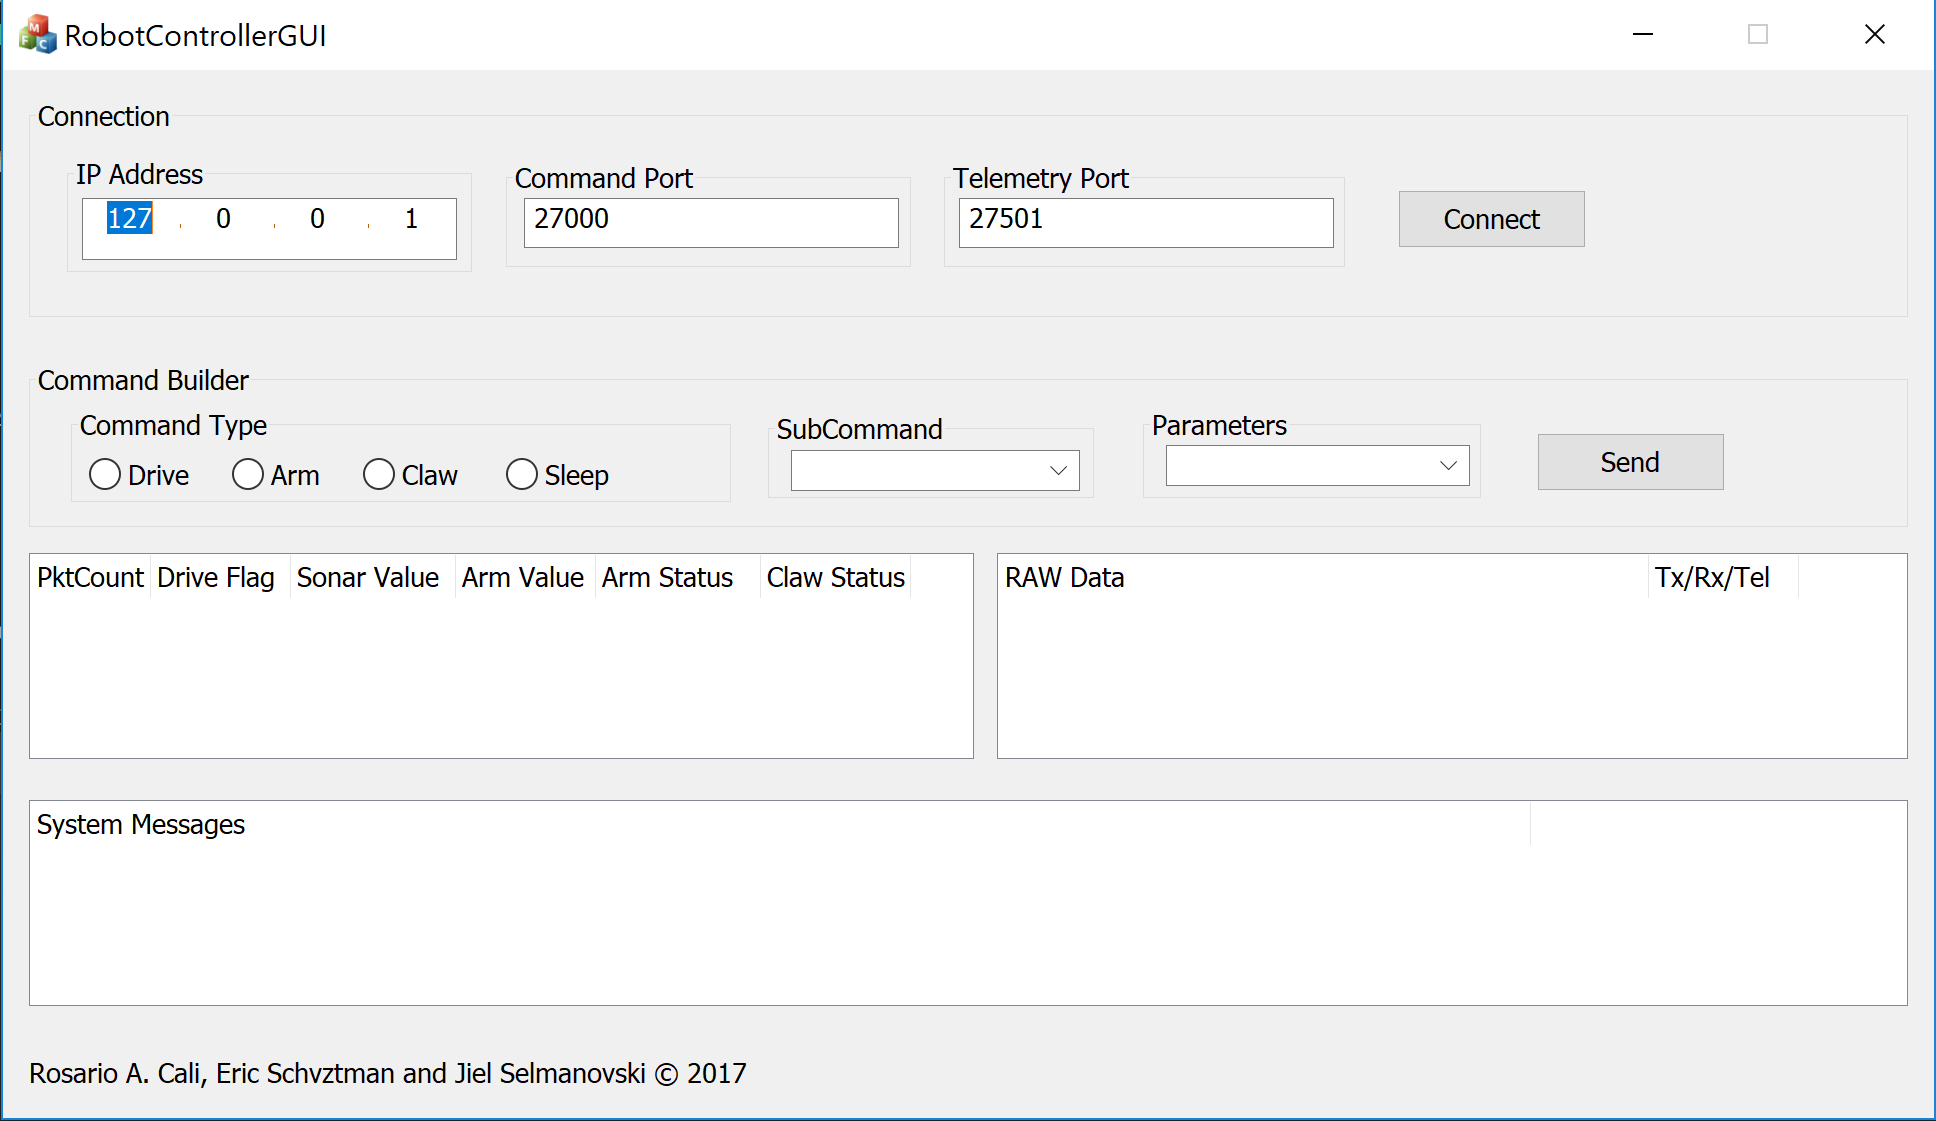 RobotControllerGUI
Connection
IP Address
Command Port
Telemetry Port
127 . 0 . 0 . 1
27000
27501
Connect
Command Builder
Command Type
SubCommand
Parameters
Drive
Arm
Claw
Sleep
Send
PktCount Drive Flag Sonar Value Arm Value Arm Status Claw Status
RAW Data Tx/Rx/Tel
System Messages
Rosario A. Cali, Eric Schvztman and Jiel Selmanovski © 2017